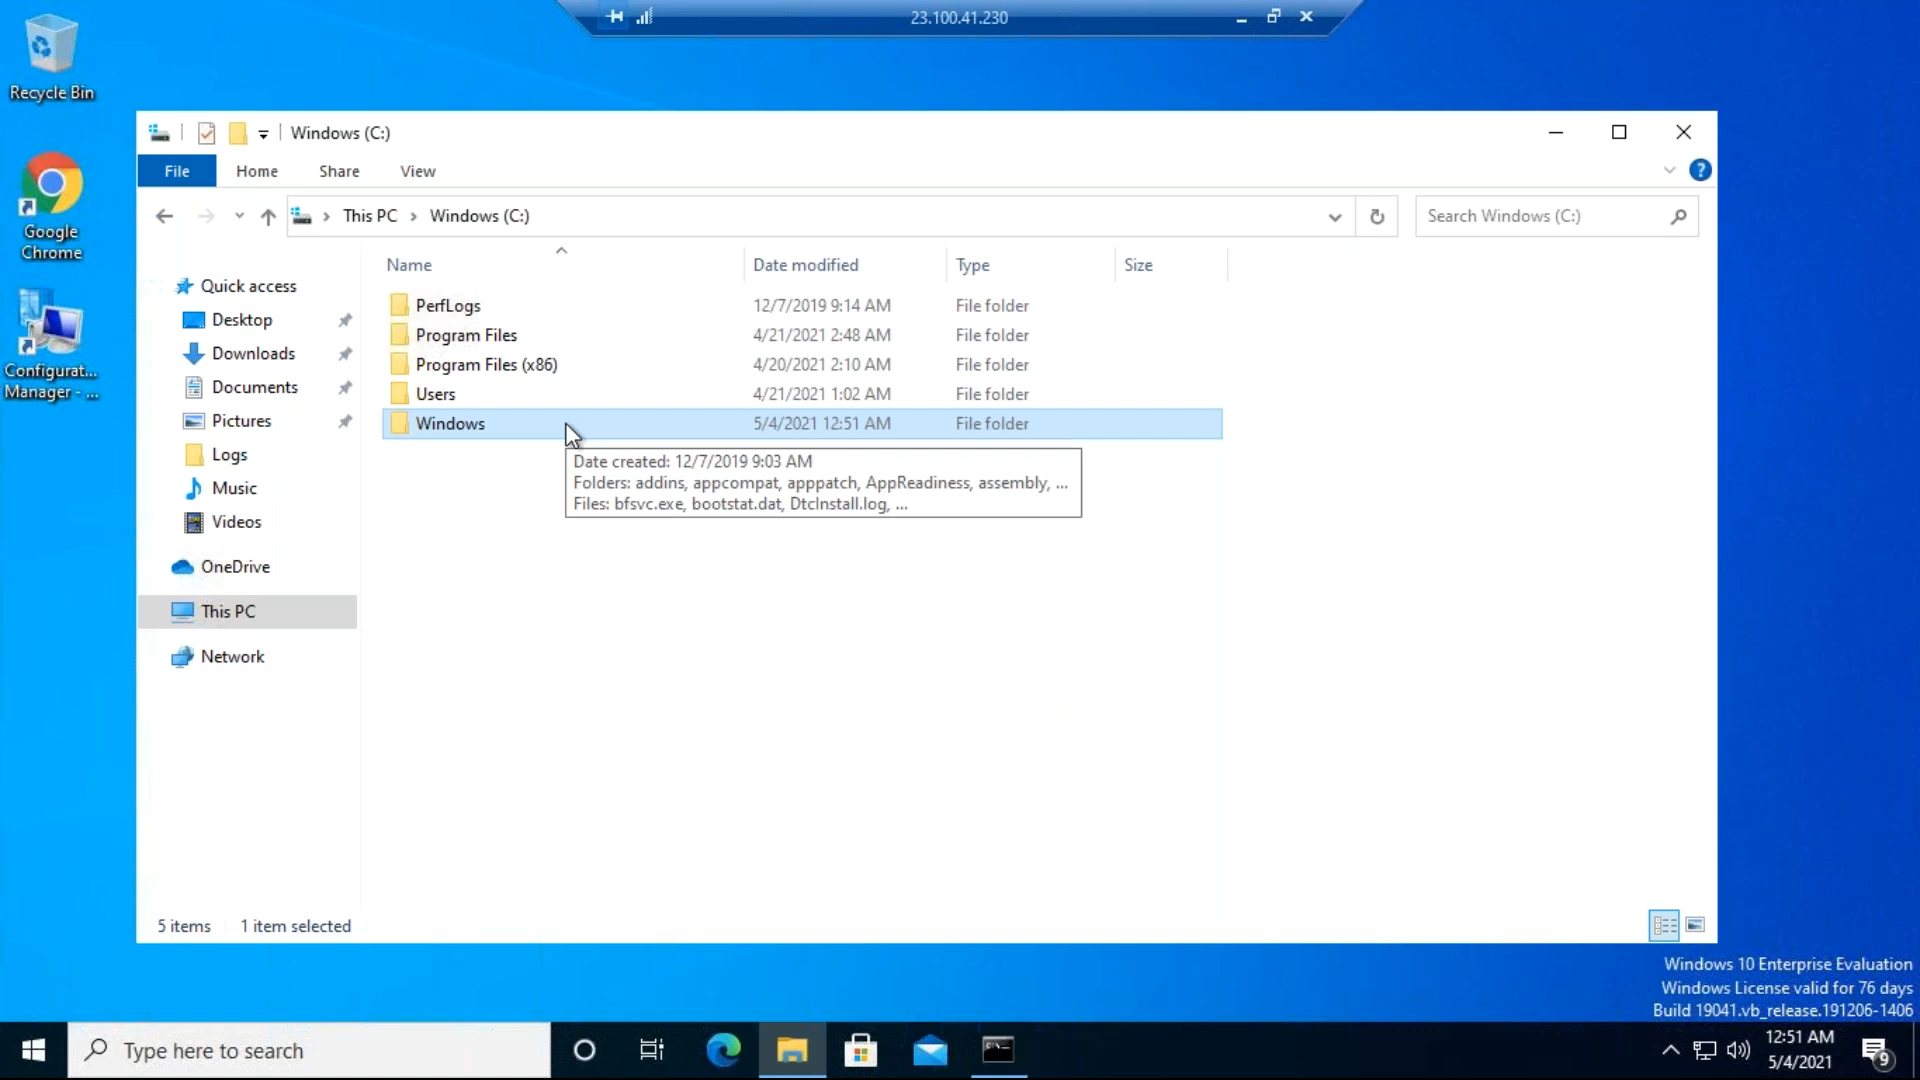 23.100.41.230
Recycle Bin
Google
Chrome
Configurat...
Manager - ...
Windows (C:)
File
Home
Share
View
This PC
Windows (C:)
Search Windows (C:)
Name
Date modified
Type
Size
PerfLogs
12/7/2019 9:14 AM
File folder
Program Files
4/21/2021 2:48 AM
File folder
Program Files (x86)
4/20/2021 2:10 AM
File folder
Users
4/21/2021 1:02 AM
File folder
Windows
5/4/2021 12:51 AM
File folder
Date created: 12/7/2019 9:03 AM
Folders: addins, appcompat, apppatch, AppReadiness, assembly, ...
Files: bfsvc.exe, bootstat.dat, DtcInstall.log, ...
Quick access
Desktop
Downloads
Documents
Pictures
Logs
Music
Videos
OneDrive
This PC
Network
5 items
1 item selected
Windows 10 Enterprise Evaluation
Windows License valid for 76 days
Build 19041.vb_release.191206-1406
Type here to search
12:51 AM
5/4/2021
9